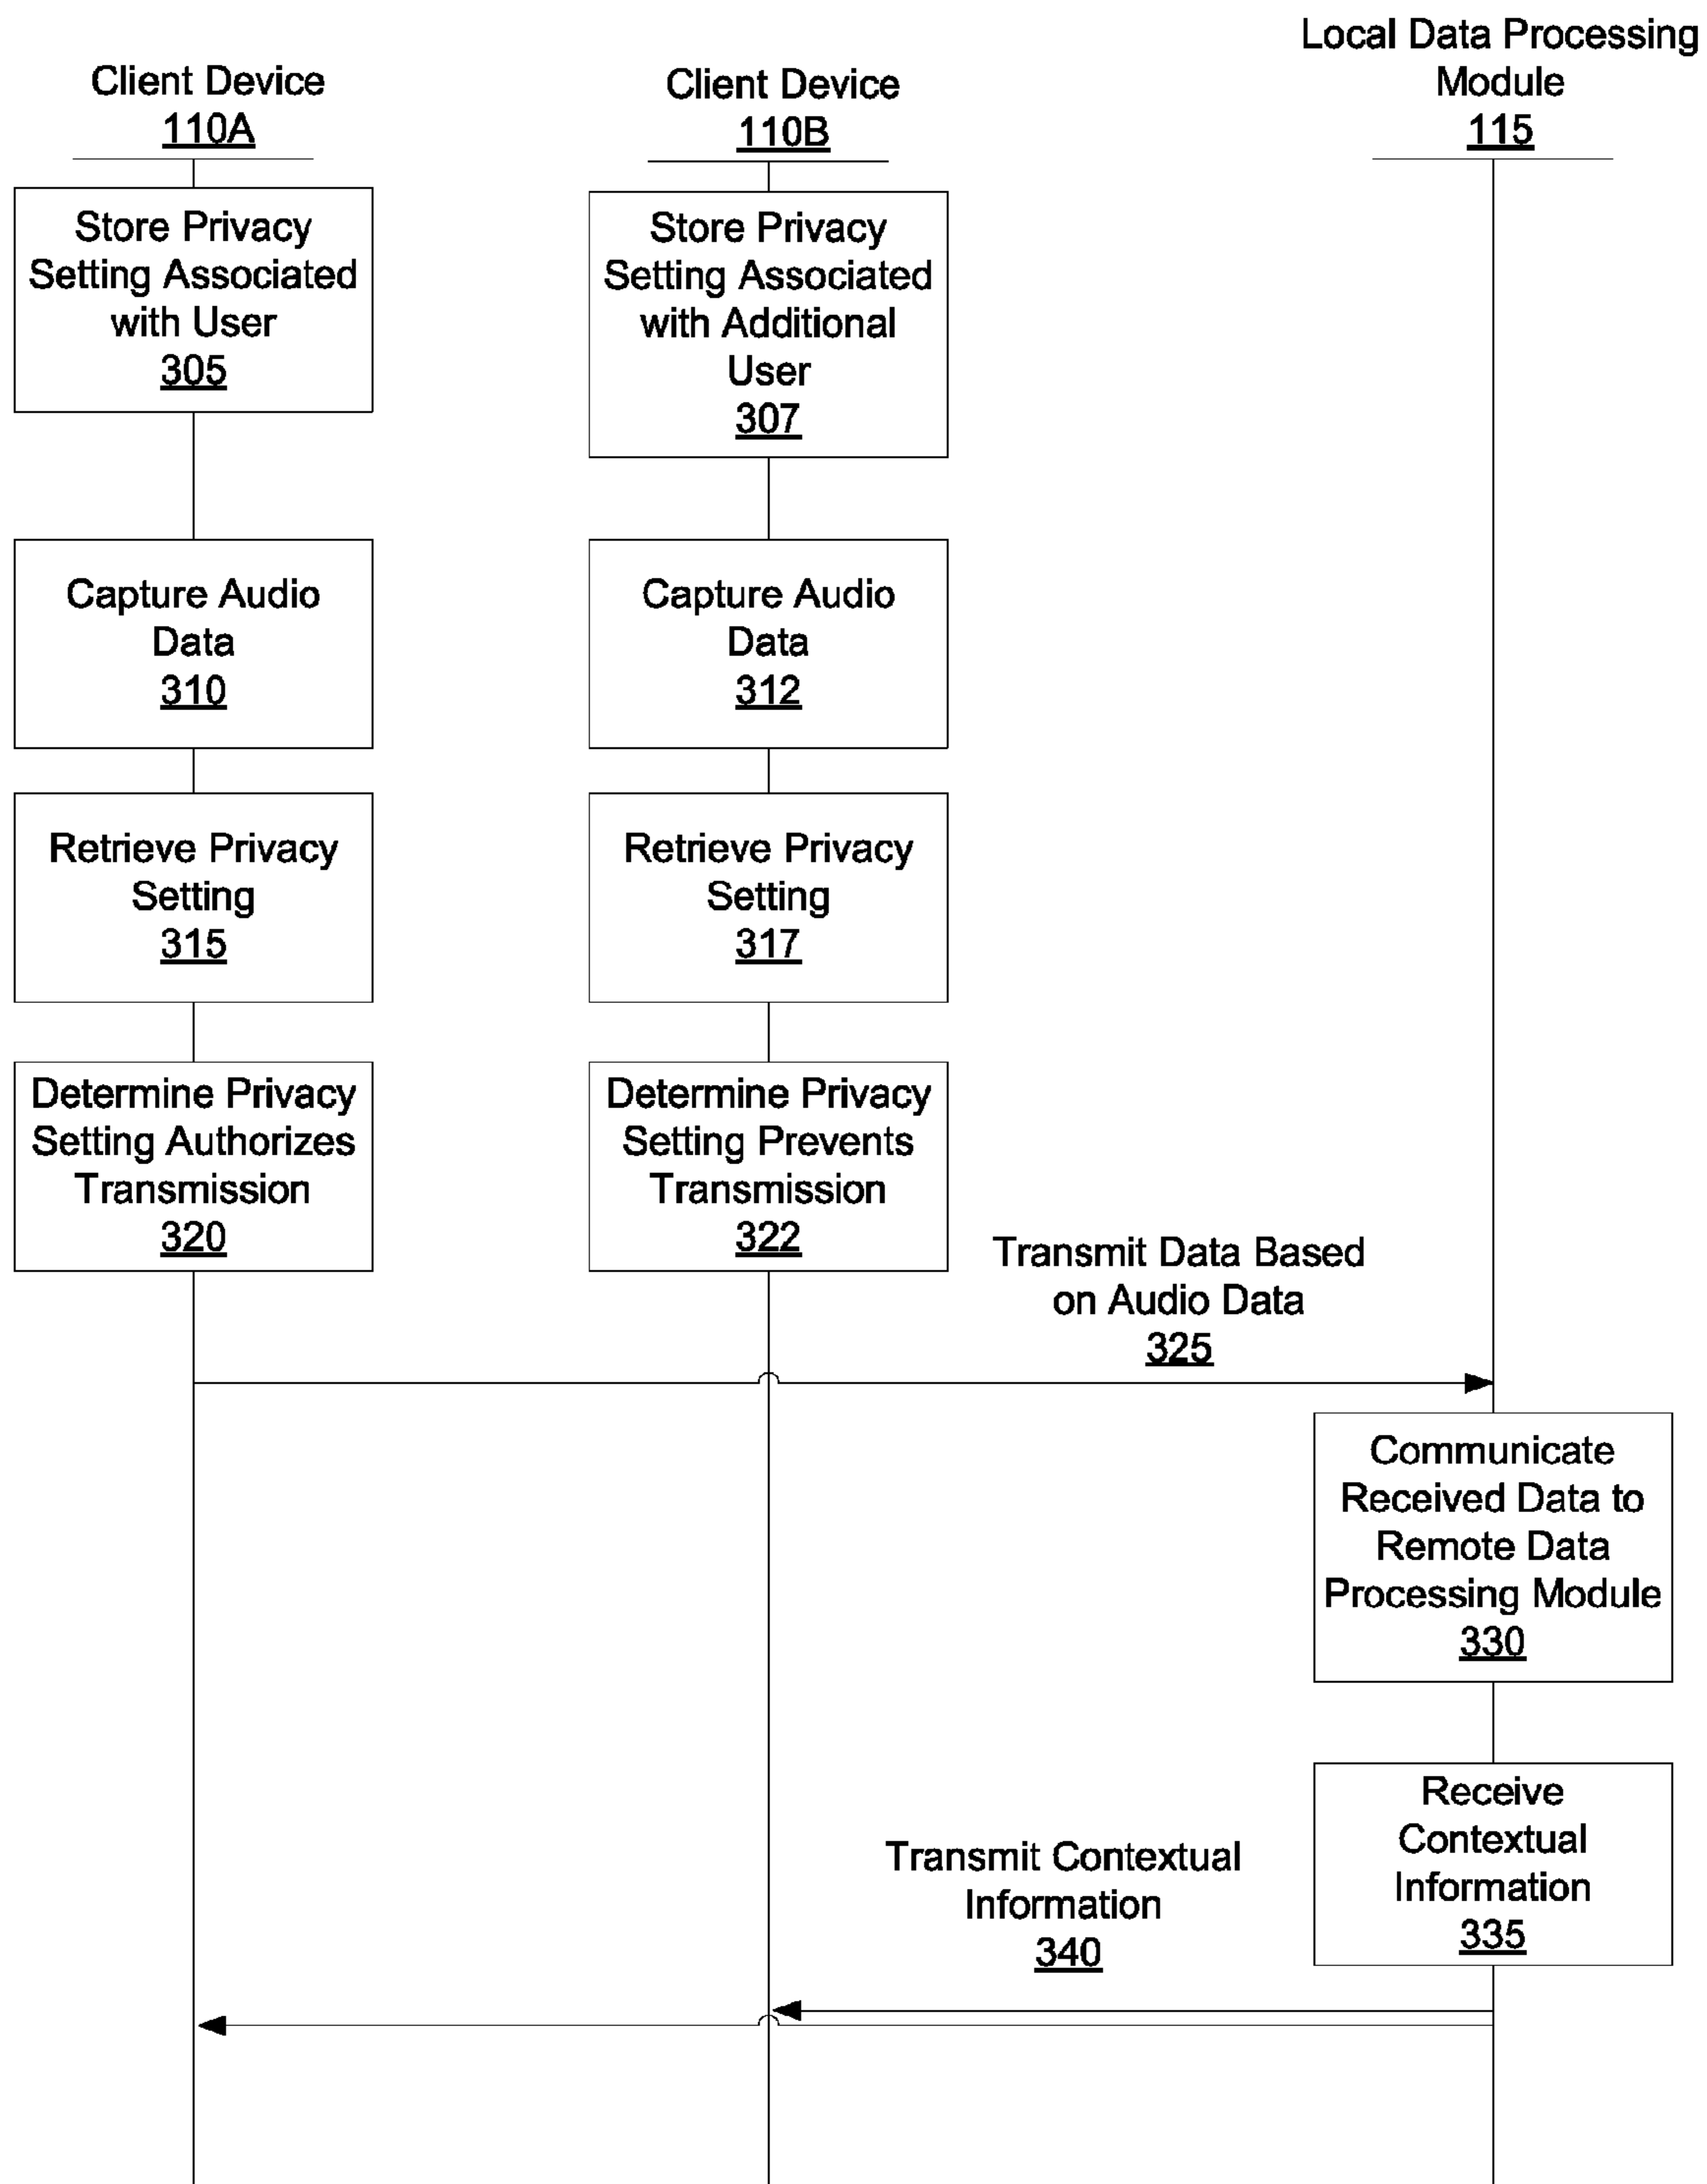 Client Device
110A
Client Device
110B
Local Data Processing
Module
115
Store Privacy
Setting Associated
with User
305
Store Privacy
Setting Associated
with Additional
User
307
Capture Audio
Data
310
Capture Audio
Data
312
Retrieve Privacy
Setting
315
Retrieve Privacy
Setting
317
Determine Privacy
Setting Authorizes
Transmission
320
Determine Privacy
Setting Prevents
Transmission
322
Transmit Data Based
on Audio Data
325
Communicate
Received Data to
Remote Data
Processing Module
330
Receive
Contextual
Information
335
Transmit Contextual
Information
340